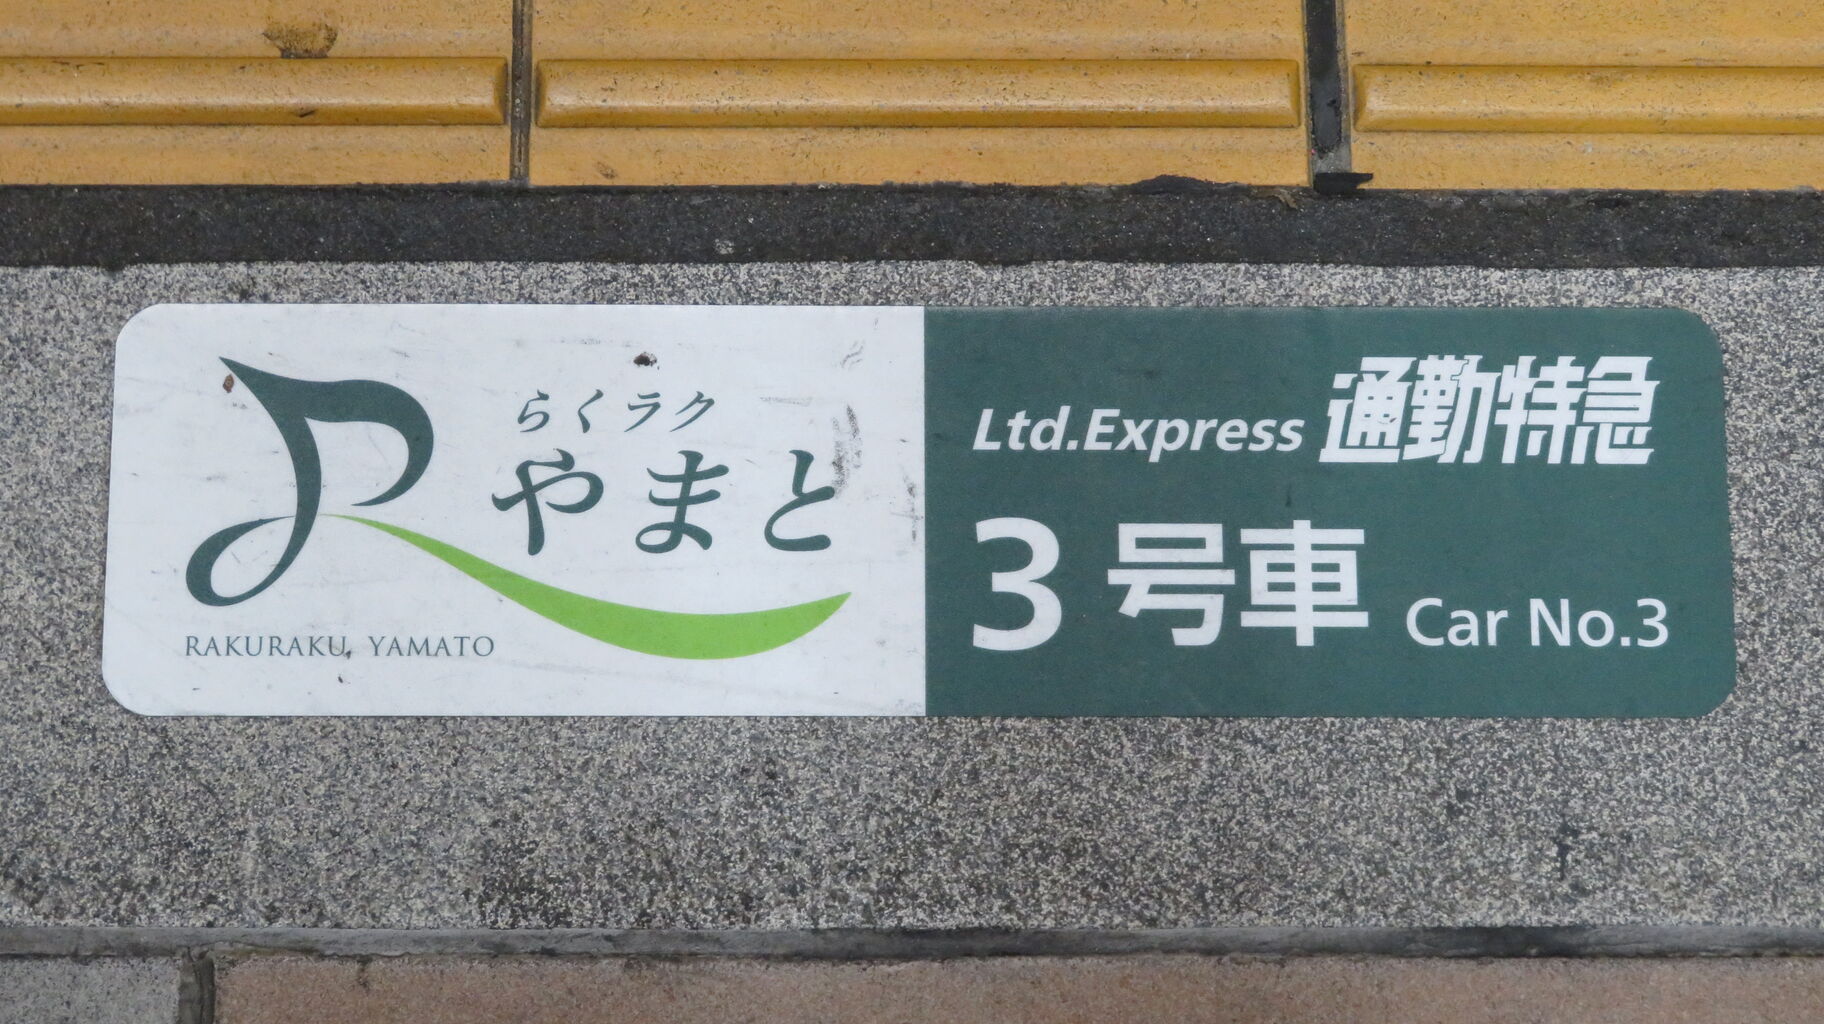 らくラク
やまと
RAKURAKU YAMATO
Ltd.Express 通勤特急
3号車 Car No.3